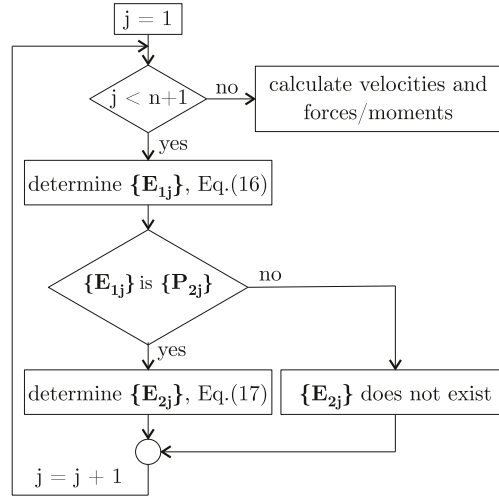 j = 1
j < n+1
no
calculate velocities and
forces/moments
yes
determine {E1j}, Eq.(16)
{E1j} is {P2j}
no
yes
determine {E2j}, Eq.(17)
{E2j} does not exist
j = j + 1